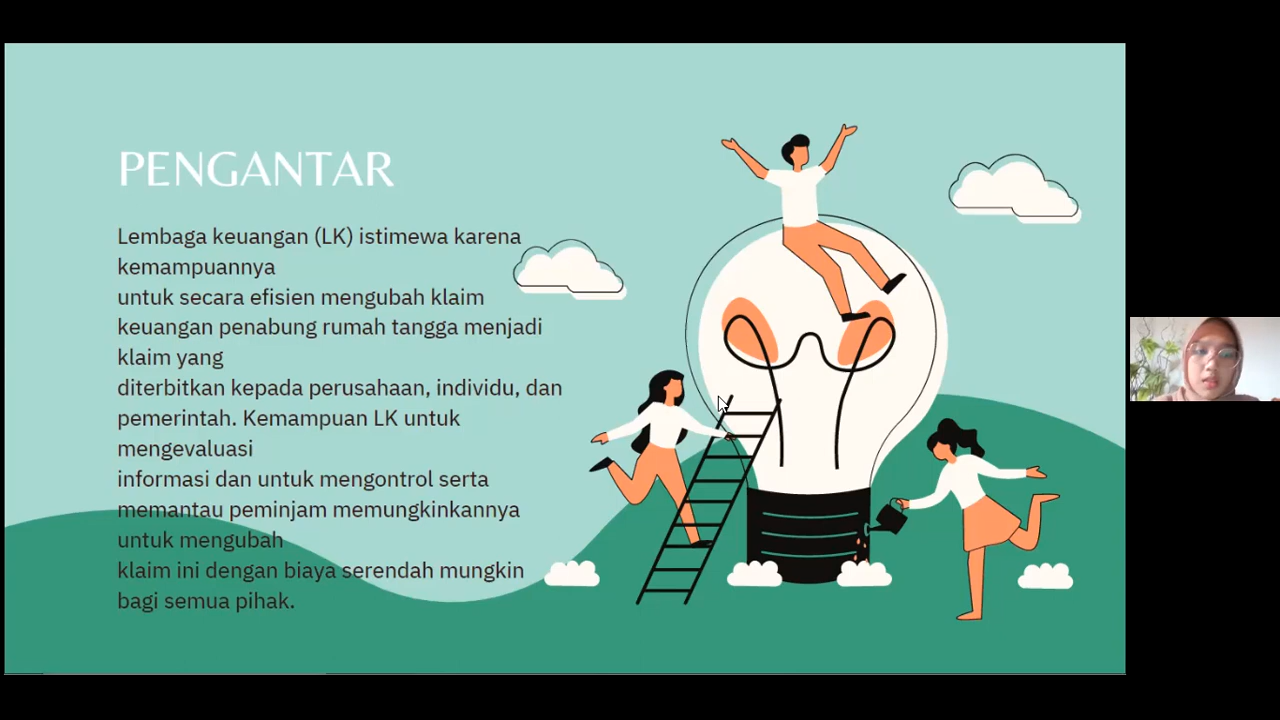 PENGANTAR
Lembaga keuangan (LK) istimewa karena
kemampuannya
untuk secara efisien mengubah klaim
keuangan penabung rumah tangga menjadi
klaim yang
diterbitkan kepada perusahaan, individu, dan
pemerintah. Kemampuan LK untuk
mengevaluasi
informasi dan untuk mengontrol serta
memantau peminjam memungkinkannya
untuk mengubah
klaim ini dengan biaya serendah mungkin
bagi semua pihak.